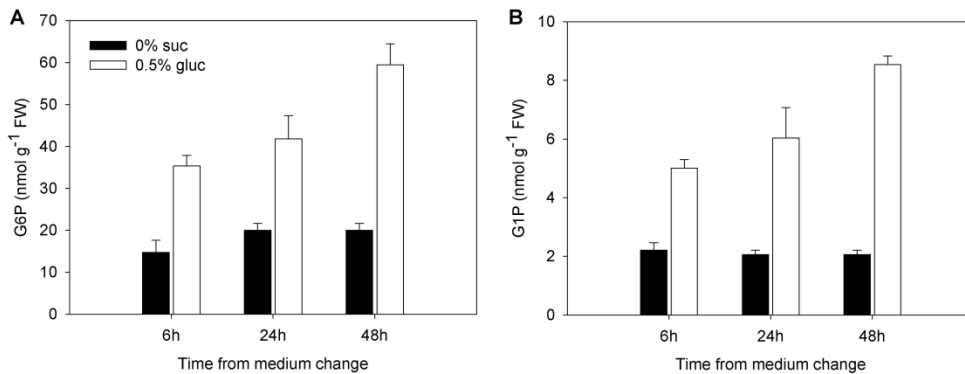 A
70
60
50
40
30
20
10
0
G6P (nmol g⁻¹ FW)
0% suc
0.5% gluc
6h 24h 48h
Time from medium change
B
10
8
6
4
2
0
G1P (nmol g⁻¹ FW)
6h 24h 48h
Time from medium change